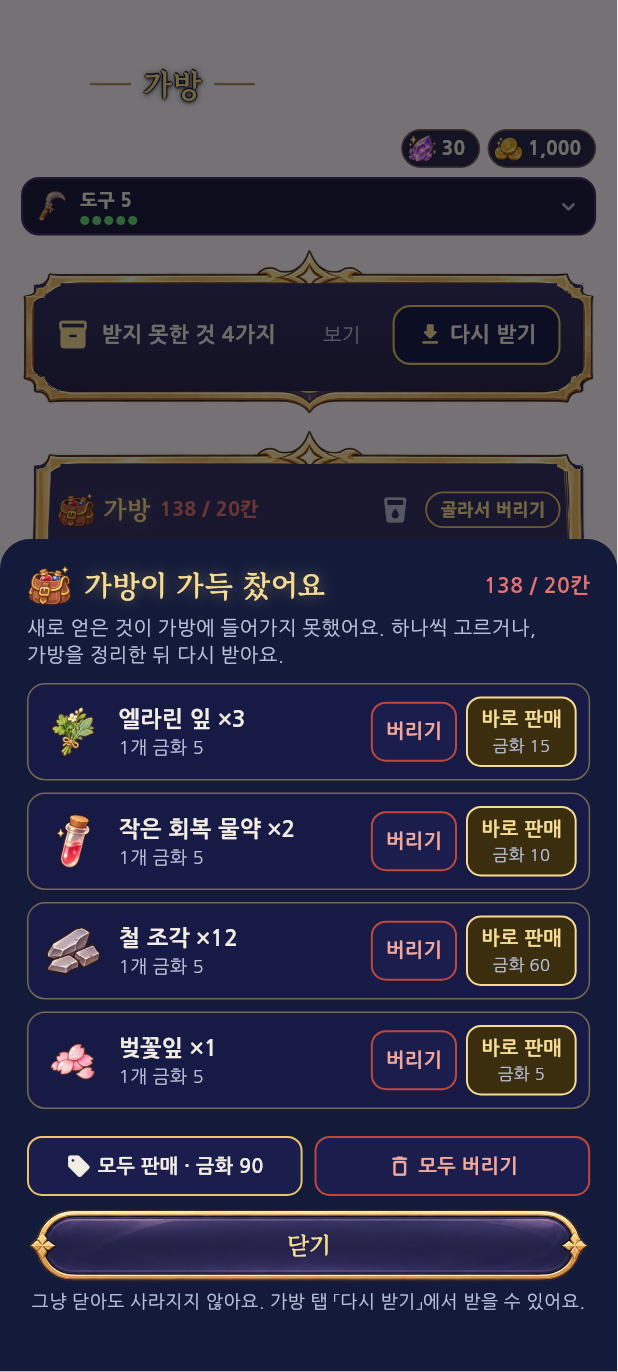 가방
30
1,000
도구 5
받지 못한 것 4가지
보기
다시 받기
가방 138 / 20칸
골라서 버리기
가방이 가득 찼어요
138 / 20칸
새로 얻은 것이 가방에 들어가지 못했어요. 하나씩 고르거나,
가방을 정리한 뒤 다시 받아요.
엘라린 잎 ×3
1개 금화 5
버리기
바로 판매
금화 15
작은 회복 물약 ×2
1개 금화 5
버리기
바로 판매
금화 10
철 조각 ×12
1개 금화 5
버리기
바로 판매
금화 60
벚꽃잎 ×1
1개 금화 5
버리기
바로 판매
금화 5
모두 판매 · 금화 90
모두 버리기
닫기
그냥 닫아도 사라지지 않아요. 가방 탭 「다시 받기」에서 받을 수 있어요.